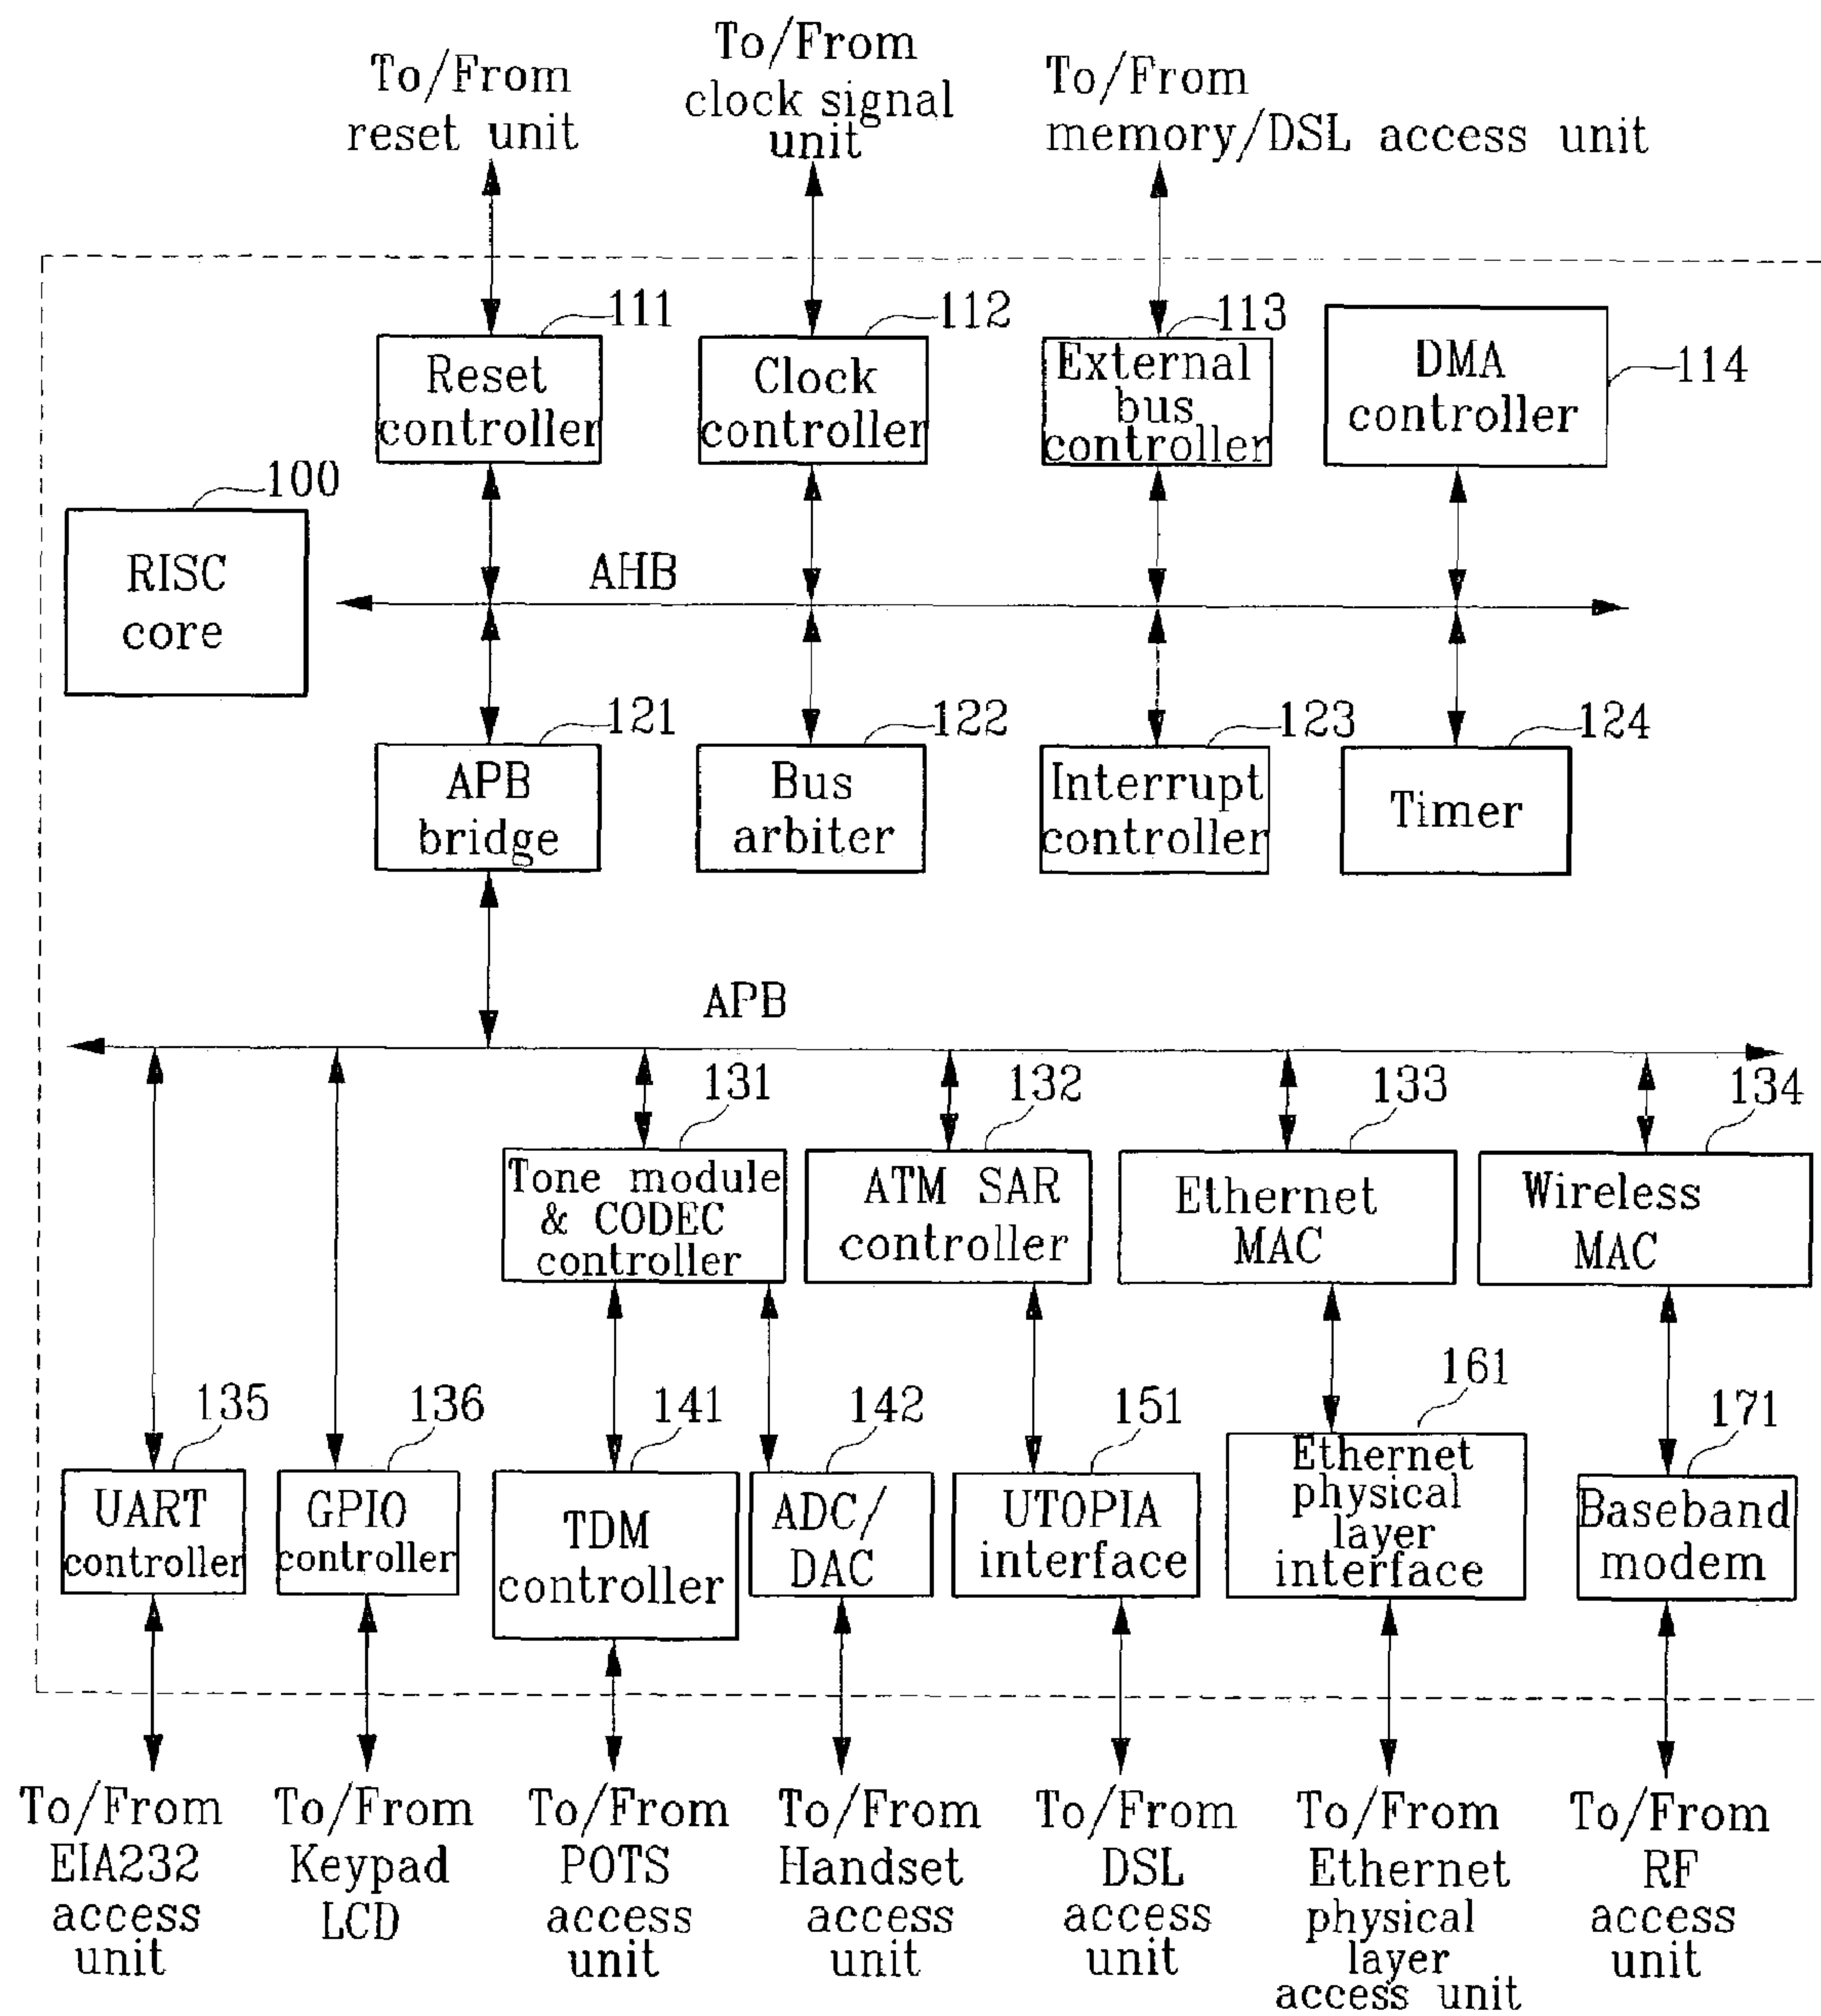 To/From
reset unit
To/From
clock signal
unit
To/From
memory/DSL access unit
111
112
113
114
Reset
controller
Clock
controller
External
bus
controller
DMA
controller
100
RISC
core
AHB
121
122
123
124
APB
bridge
Bus
arbiter
Interrupt
controller
Timer
APB
131
132
133
134
Tone module
& CODEC
controller
ATM SAR
controller
Ethernet
MAC
Wireless
MAC
135
136
141
142
151
161
171
UART
controller
GPIO
controller
TDM
controller
ADC/
DAC
UTOPIA
interface
Ethernet
physical
layer
interface
Baseband
modem
To/From
EIA232
access
unit
To/From
Keypad
LCD
To/From
POTS
access
unit
To/From
Handset
access
unit
To/From
DSL
access
unit
To/From
Ethernet
physical
layer
access unit
To/From
RF
access
unit